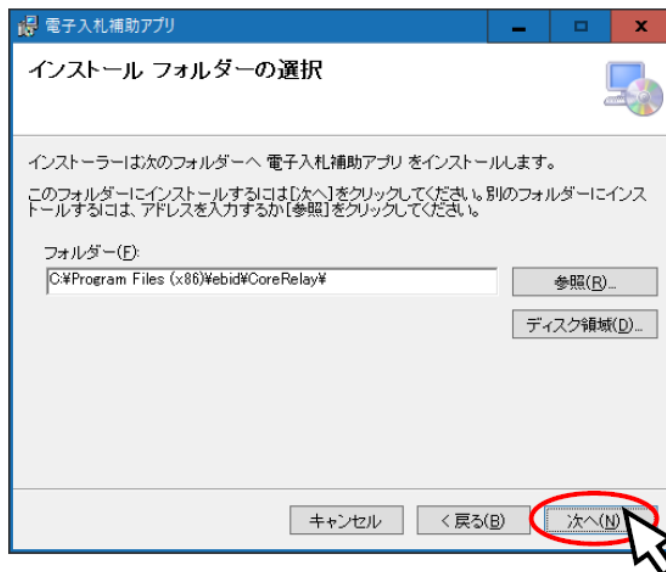 電子入札補助アプリ
インストール フォルダーの選択
インストーラーは次のフォルダーへ 電子入札補助アプリ をインストールします。
このフォルダーにインストールするには[次へ]をクリックしてください。別のフォルダーにインス
トールするには、アドレスを入力するか[参照]をクリックしてください。
フォルダー(F):
C:¥Program Files (x86)¥ebid¥CoreRelay¥
参照(R)...
ディスク領域(D)...
キャンセル
< 戻る(B)
次へ(N)